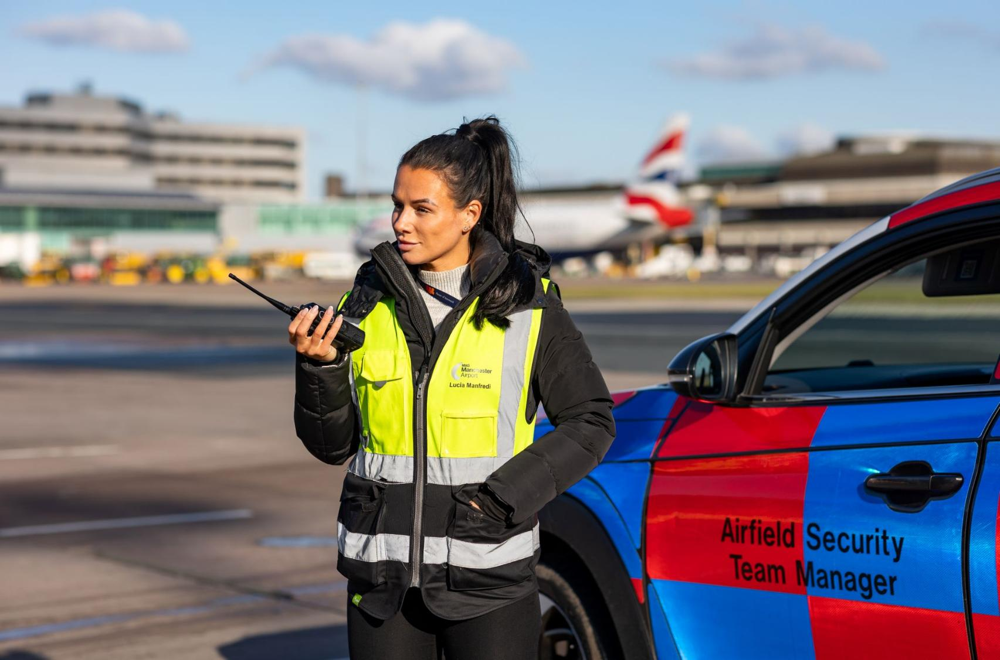 MAG
Manchester
Airport
Lucia Manfredi
Airfield Security
Team Manager